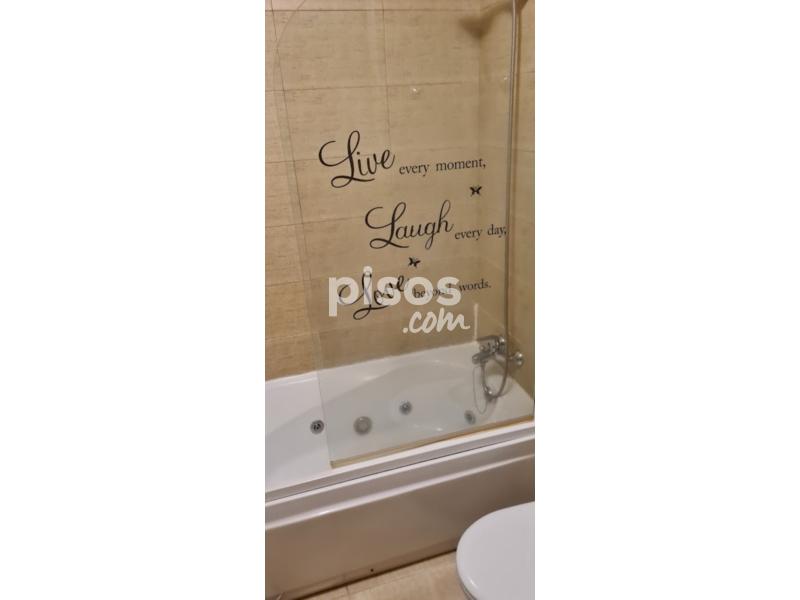 Live every moment,
Laugh every day,
Love beyond words.
pisos
.com